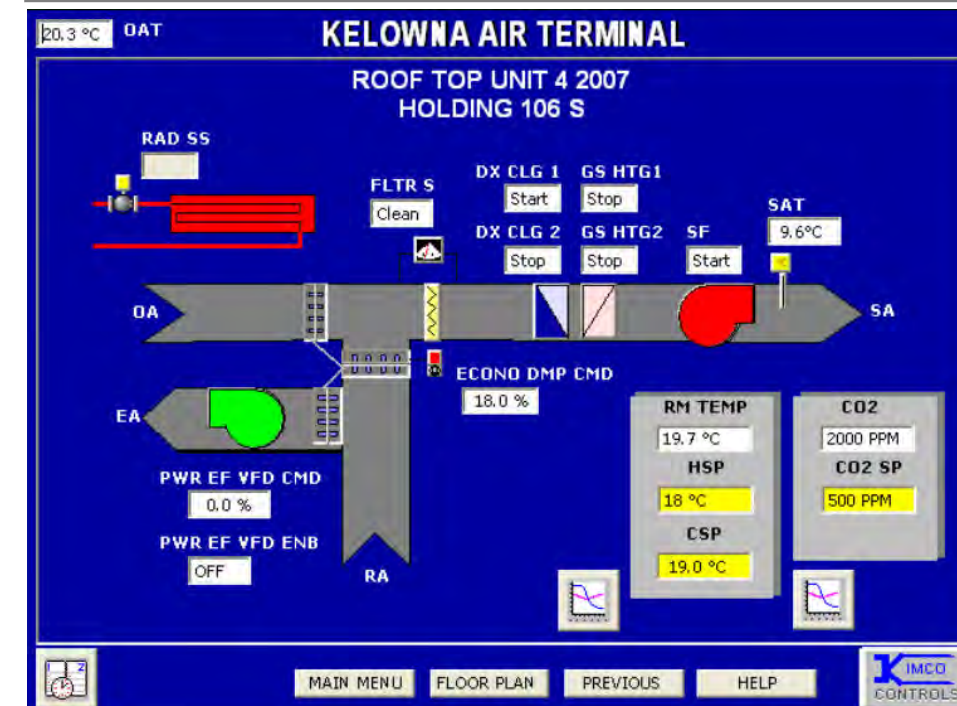 20.3 °C OAT KELOWNA AIR TERMINAL
ROOF TOP UNIT 4 2007
HOLDING 106 S
RAD SS
FLTR S
Clean
DX CLG 1 GS HTG1
Start Stop
DX CLG 2 GS HTG2 SF
Stop Stop Start
SAT
9.6°C
OA
SA
ECONO DMP CMD
18.0 %
EA
PWR EF VFD CMD
0.0 %
PWR EF VFD ENB
OFF
RA
RM TEMP
19.7 °C
HSP
18 °C
CSP
19.0 °C
CO2
2000 PPM
CO2 SP
500 PPM
1 2
MAIN MENU FLOOR PLAN PREVIOUS HELP
KIMCO
CONTROLS